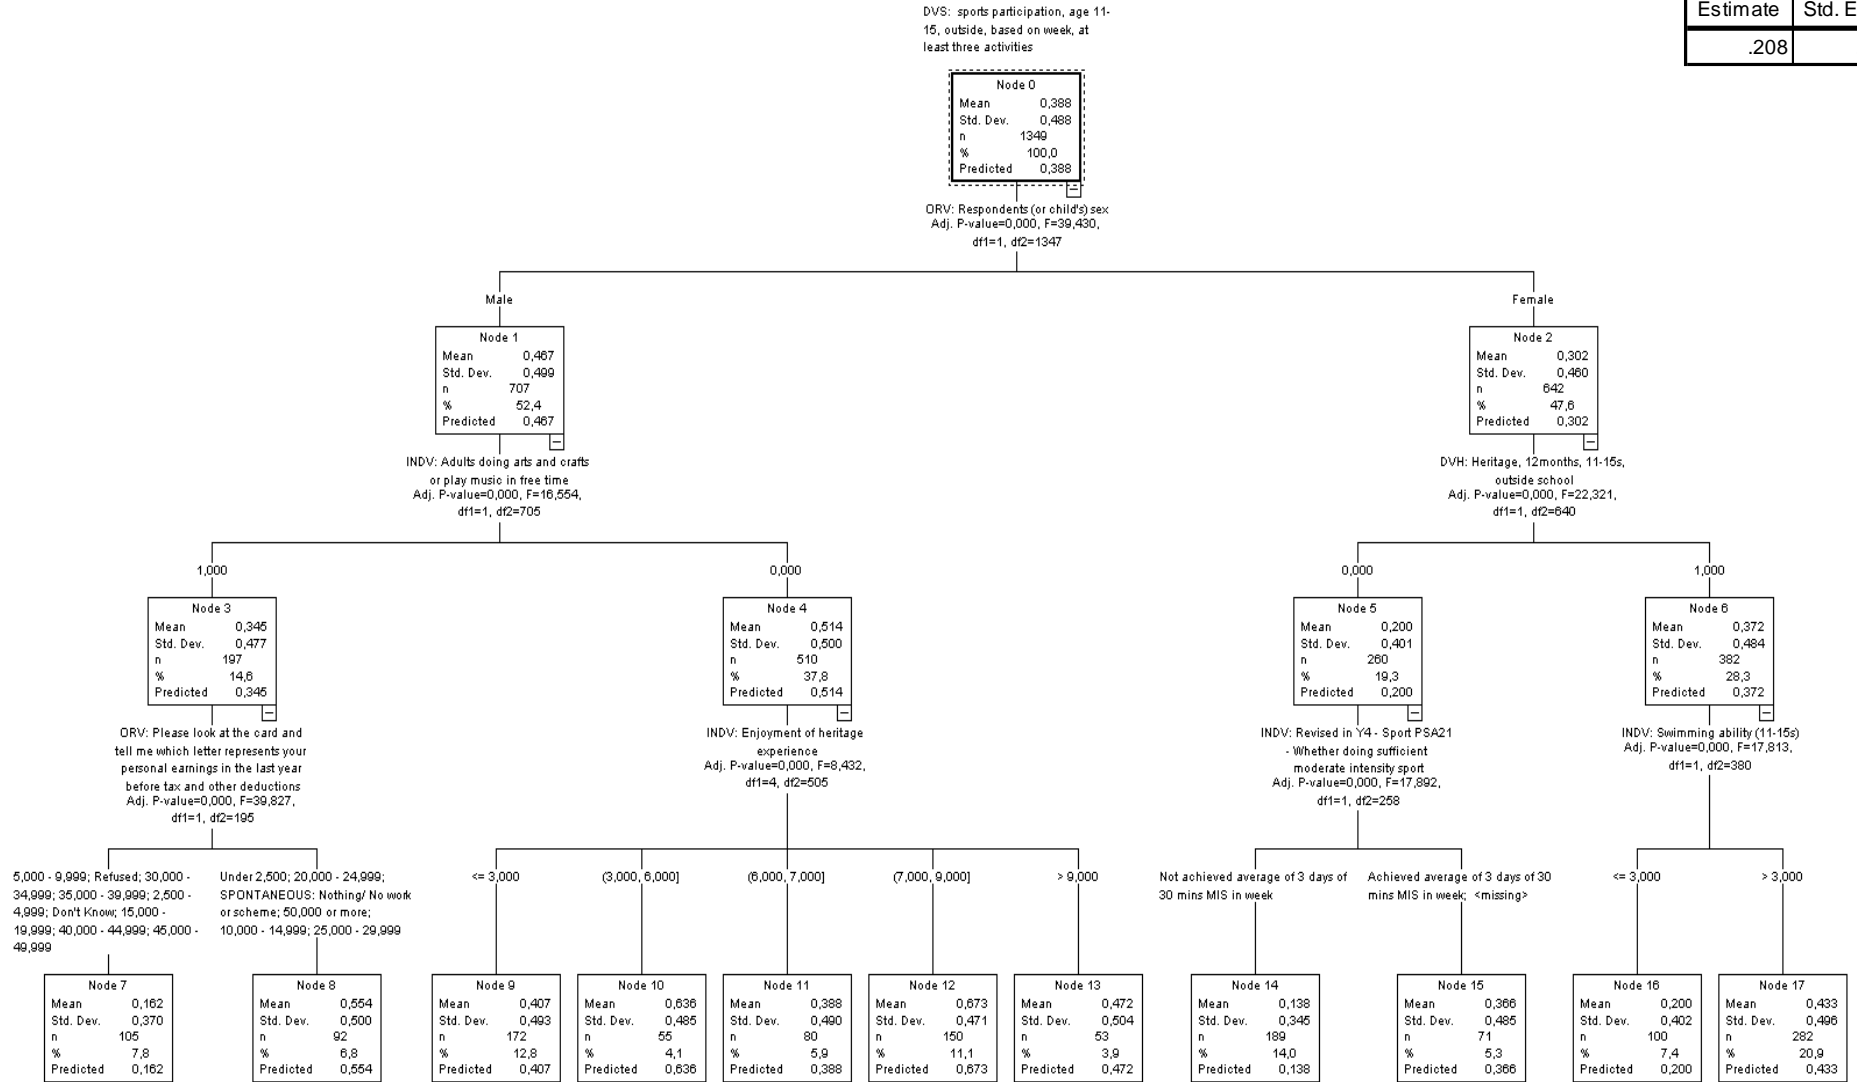 Estimate Std. E
.208
DVS: sports participation, age 11-
15, outside, based on week, at
least three activities
Node 0
Mean 0,388
Std. Dev. 0,488
n 1349
% 100,0
Predicted 0,388
ORV: Respondents (or child's) sex
Adj. P-value=0,000, F=39,430,
df1=1, df2=1347
Male
Female
Node 1
Mean 0,467
Std. Dev. 0,499
n 707
% 52,4
Predicted 0,467
Node 2
Mean 0,302
Std. Dev. 0,460
n 642
% 47,6
Predicted 0,302
INDV: Adults doing arts and crafts
or play music in free time
Adj. P-value=0,000, F=16,554,
df1=1, df2=705
DVH: Heritage, 12months, 11-15s,
outside school
Adj. P-value=0,000, F=22,321,
df1=1, df2=640
1,000
0,000
0,000
1,000
Node 3
Mean 0,345
Std. Dev. 0,477
n 197
% 14,6
Predicted 0,345
Node 4
Mean 0,514
Std. Dev. 0,500
n 510
% 37,8
Predicted 0,514
Node 5
Mean 0,200
Std. Dev. 0,401
n 260
% 19,3
Predicted 0,200
Node 6
Mean 0,372
Std. Dev. 0,484
n 382
% 28,3
Predicted 0,372
ORV: Please look at the card and
tell me which letter represents your
personal earnings in the last year
before tax and other deductions
Adj. P-value=0,000, F=39,827,
df1=1, df2=195
INDV: Enjoyment of heritage
experience
Adj. P-value=0,000, F=8,432,
df1=4, df2=505
INDV: Revised in Y4 - Sport PSA21
- Whether doing sufficient
moderate intensity sport
Adj. P-value=0,000, F=17,892,
df1=1, df2=258
INDV: Swimming ability (11-15s)
Adj. P-value=0,000, F=17,813,
df1=1, df2=380
5,000 - 9,999; Refused; 30,000 -
34,999; 35,000 - 39,999; 2,500 -
4,999; Don't Know; 15,000 -
19,999; 40,000 - 44,999; 45,000 -
49,999
Under 2,500; 20,000 - 24,999;
SPONTANEOUS: Nothing/ No work
or scheme; 50,000 or more;
10,000 - 14,999; 25,000 - 29,999
<= 3,000
(3,000, 6,000]
(6,000, 7,000]
(7,000, 9,000]
> 9,000
Not achieved average of 3 days of
30 mins MIS in week
Achieved average of 3 days of 30
mins MIS in week; <missing>
<= 3,000
> 3,000
Node 7
Mean 0,162
Std. Dev. 0,370
n 105
% 7,8
Predicted 0,162
Node 8
Mean 0,554
Std. Dev. 0,500
n 92
% 6,8
Predicted 0,554
Node 9
Mean 0,407
Std. Dev. 0,493
n 172
% 12,8
Predicted 0,407
Node 10
Mean 0,636
Std. Dev. 0,485
n 55
% 4,1
Predicted 0,636
Node 11
Mean 0,388
Std. Dev. 0,490
n 80
% 5,9
Predicted 0,388
Node 12
Mean 0,673
Std. Dev. 0,471
n 150
% 11,1
Predicted 0,673
Node 13
Mean 0,472
Std. Dev. 0,504
n 53
% 3,9
Predicted 0,472
Node 14
Mean 0,138
Std. Dev. 0,345
n 189
% 14,0
Predicted 0,138
Node 15
Mean 0,366
Std. Dev. 0,485
n 71
% 5,3
Predicted 0,366
Node 16
Mean 0,200
Std. Dev. 0,402
n 100
% 7,4
Predicted 0,200
Node 17
Mean 0,433
Std. Dev. 0,496
n 282
% 20,9
Predicted 0,433